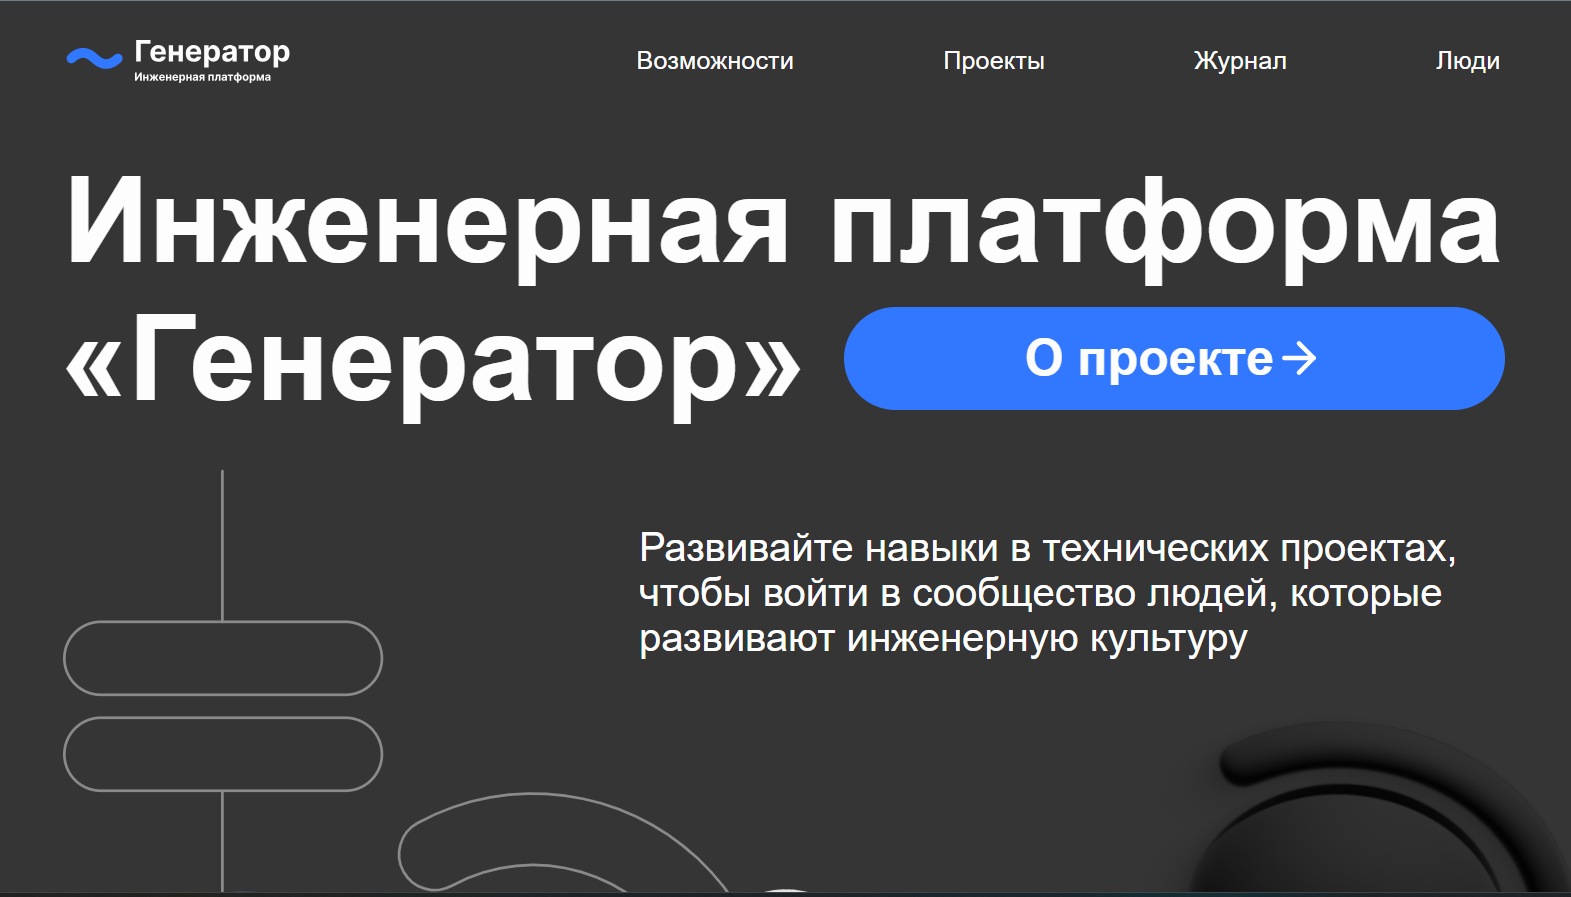 Генератор
Инженерная платформа
Возможности
Проекты
Журнал
Люди
Инженерная платформа
«Генератор»
О проекте
Развивайте навыки в технических проектах,
чтобы войти в сообщество людей, которые
развивают инженерную культуру